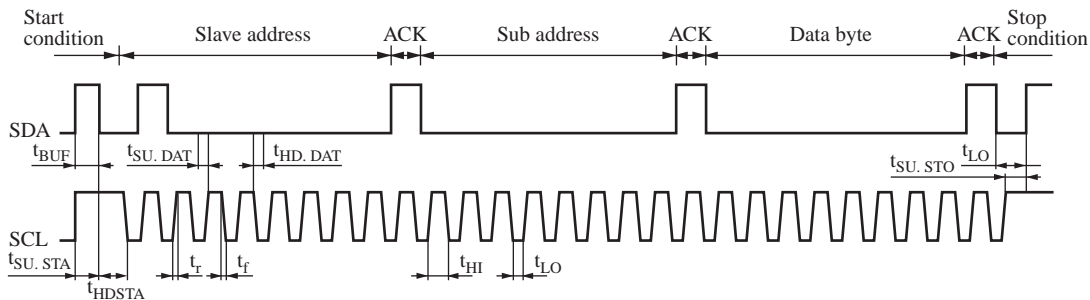 Start condition
Slave address
ACK
Sub address
ACK
Data byte
ACK
Stop condition
SDA
tBUF
tSU. DAT
tHD. DAT
tLO
tSU. STO
SCL
tSU. STA
tHDSTA
tr
tf
tHI
tLO